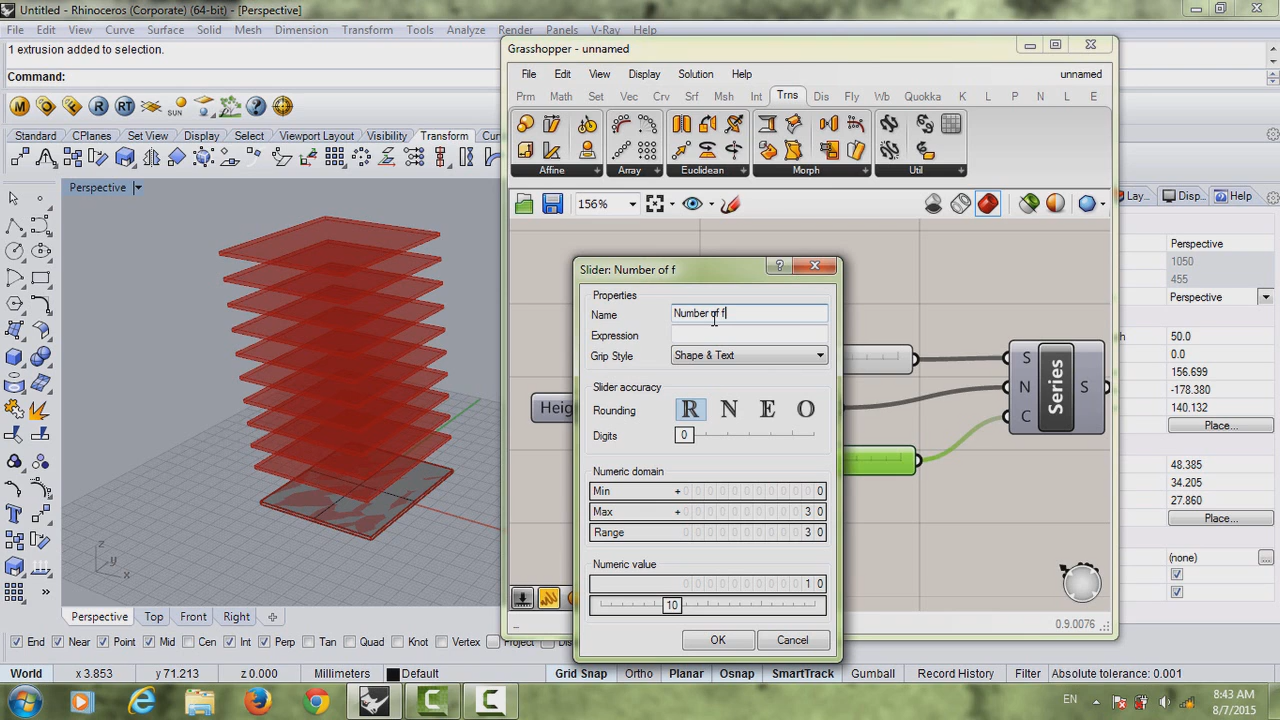 Untitled - Rhinoceros (Corporate) (64-bit) - [Perspective]
File Edit View Curve Surface Solid Mesh Dimension Transform Tools Analyze Render Panels V-Ray Help
1 extrusion added to selection.
Command:
Standard CPlanes Set View Display Select Viewport Layout Visibility Transform
Perspective
Grasshopper - unnamed
File Edit View Display Solution Help unnamed
Prm Math Set Vec Crv Srf Msh Int Trns Dis Fly Wb Quokka K L P N L E
Affine Array Euclidean Morph Util
156%
Slider: Number of f
Properties
Name Number of f
Expression
Grip Style Shape & Text
Slider accuracy
Rounding R N E O
Digits 0
Numeric domain
Min + 0
Max + 3 0
Range 3 0
Numeric value
1 0
10
OK Cancel
Heig
S N C Series S
0.9.0076
Disp... Help
Perspective
1050
455
Perspective
50.0
0.0
156.699
-178.380
140.132
Place...
48.385
34.205
27.860
Place...
(none)
z y x
Perspective Top Front Right
End Near Point Mid Cen Int Perp Tan Quad Knot Vertex Project
World x 3.853 y 71.213 z 0.000 Millimeters Default Grid Snap Ortho Planar Osnap SmartTrack Gumball Record History Filter Absolute tolerance: 0.001
EN
8:43 AM
8/7/2015